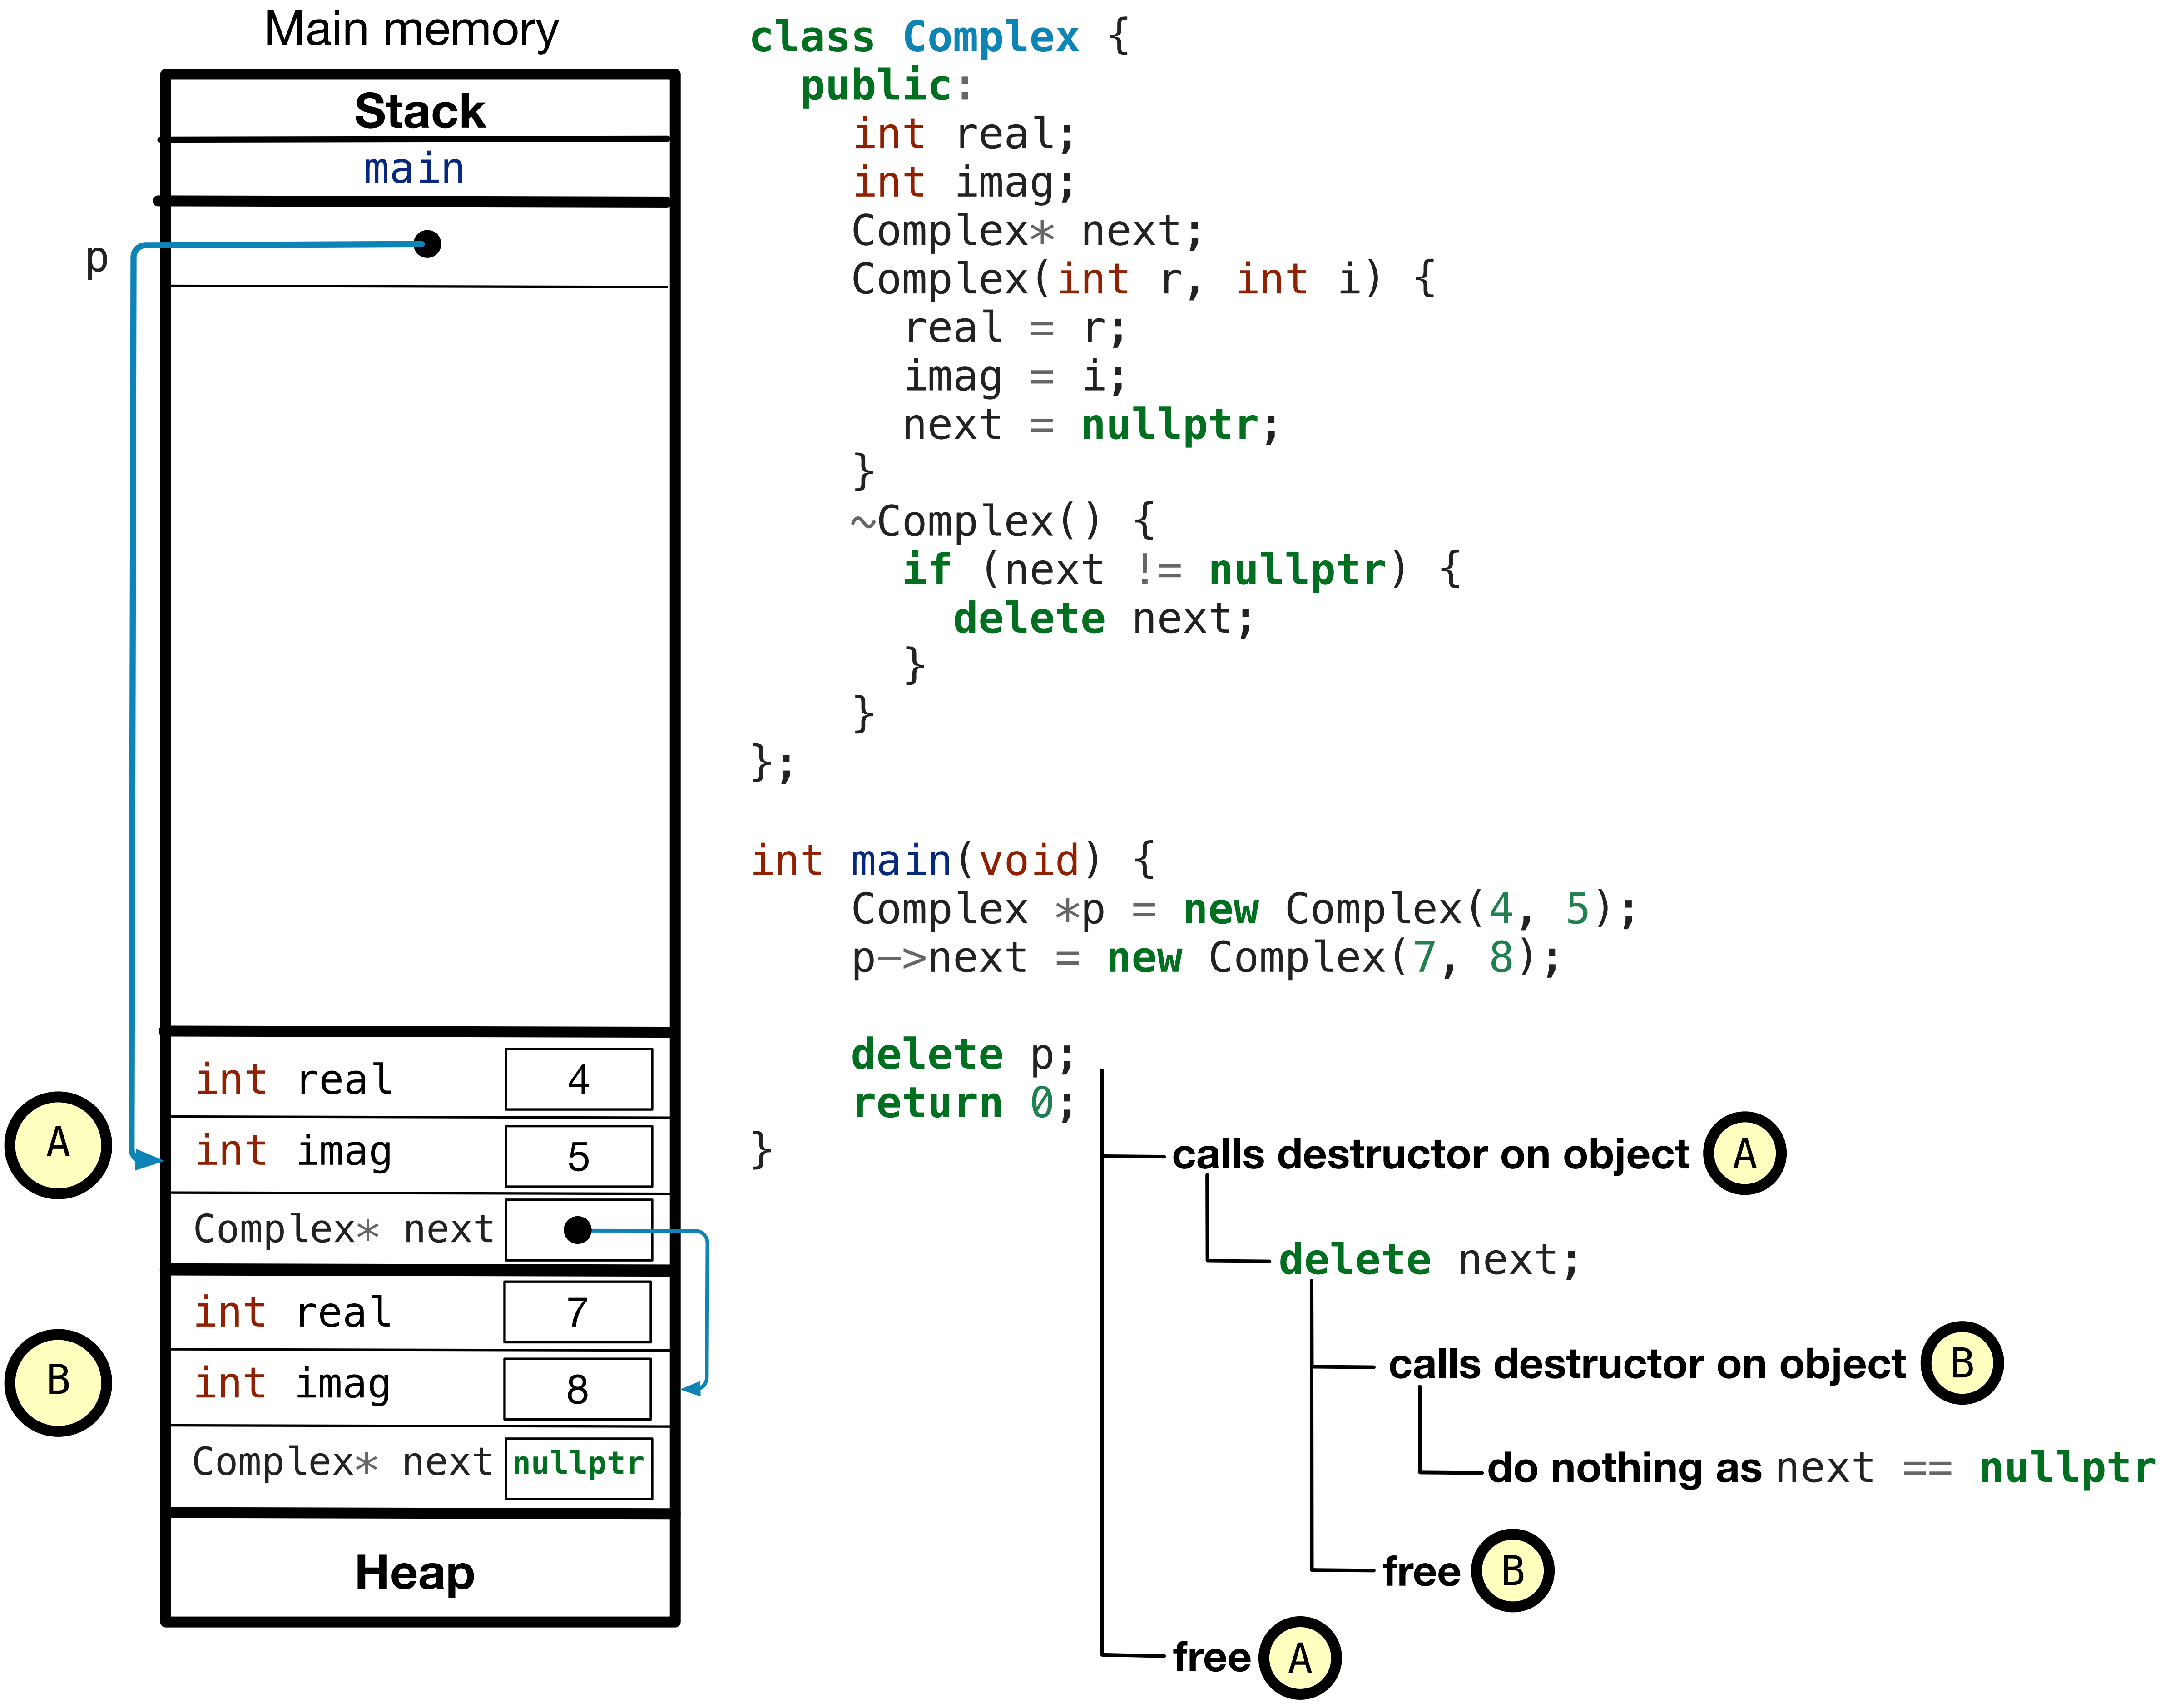 Main memory
Stack
main
p
int real 4
A
int imag 5
Complex* next
int real 7
B
int imag 8
Complex* next nullptr
Heap
class Complex {
  public:
    int real;
    int imag;
    Complex* next;
    Complex(int r, int i) {
      real = r;
      imag = i;
      next = nullptr;
    }
    ~Complex() {
      if (next != nullptr) {
        delete next;
      }
    }
};
int main(void) {
    Complex *p = new Complex(4, 5);
    p->next = new Complex(7, 8);
    delete p;
    return 0;
}
calls destructor on object A
delete next;
calls destructor on object B
do nothing as next == nullptr
free B
free A